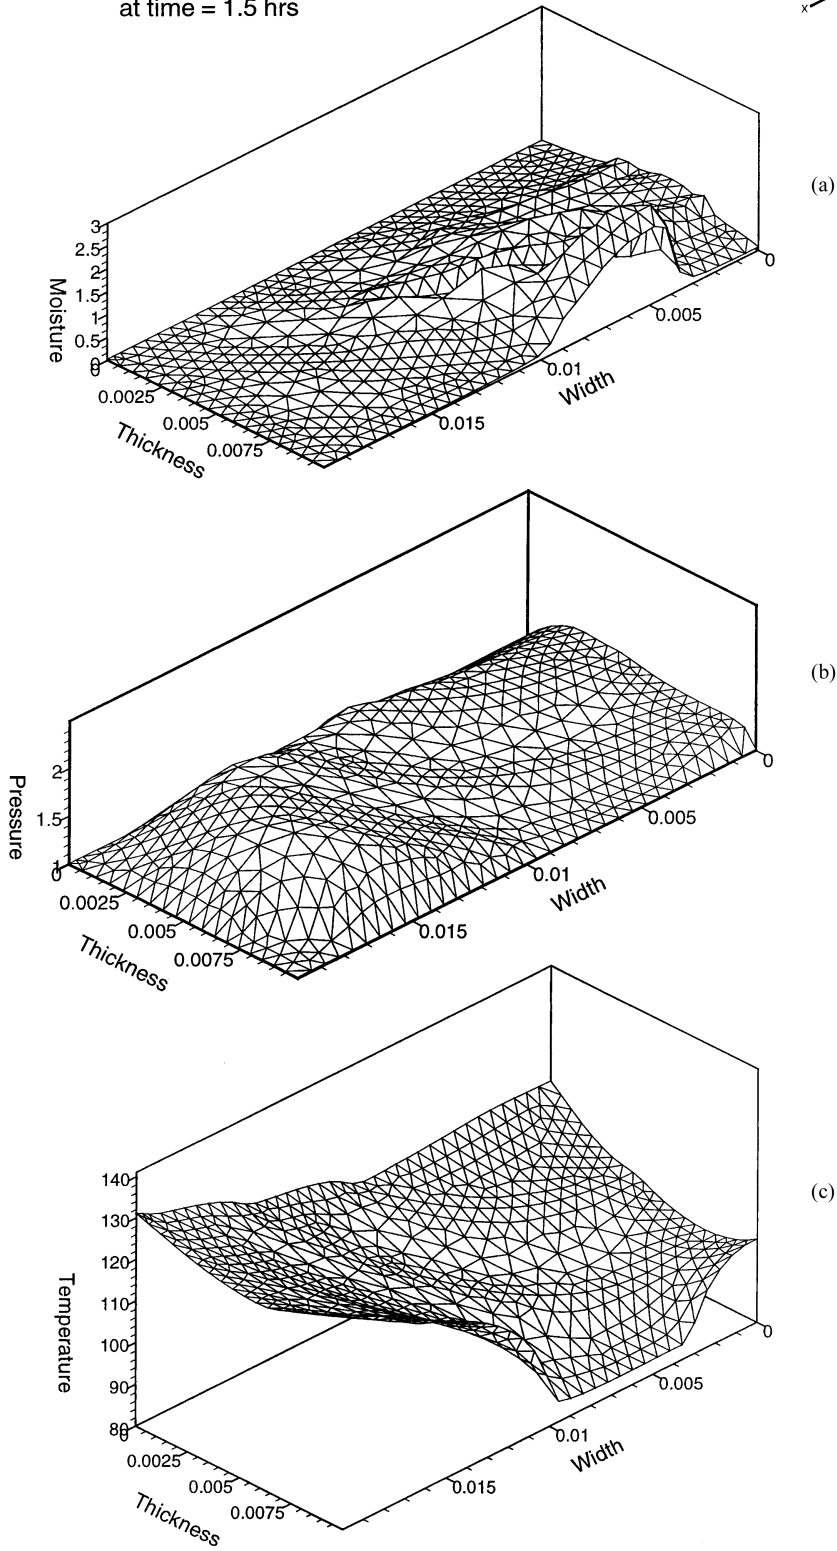 at time = 1.5 hrs
x
(a)
3
2.5
2
1.5
1
0.5
0
Moisture
0
0.0025
0.005
0.0075
Thickness
0
0.005
0.01
0.015
Width
(b)
2
1.5
1
Pressure
0
0.0025
0.005
0.0075
Thickness
0
0.005
0.01
0.015
Width
(c)
140
130
120
110
100
90
80
Temperature
0
0.0025
0.005
0.0075
Thickness
0
0.005
0.01
0.015
Width